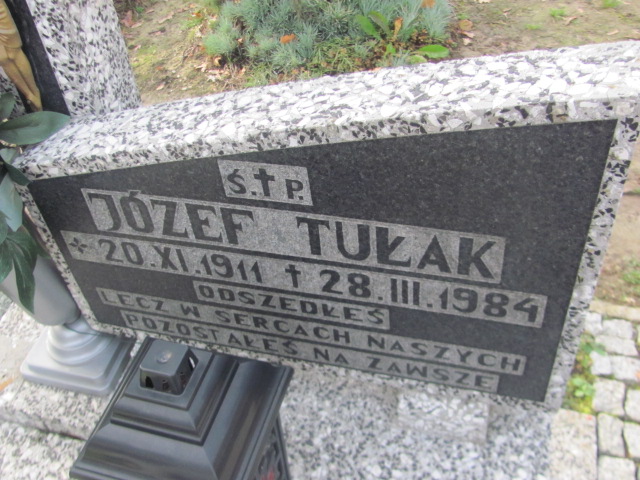 Ś.†P.
JÓZEF TUŁAK
* 20.XI.1911 † 28.III.1984
ODSZEDŁEŚ
LECZ W SERCACH NASZYCH
POZOSTAŁEŚ NA ZAWSZE